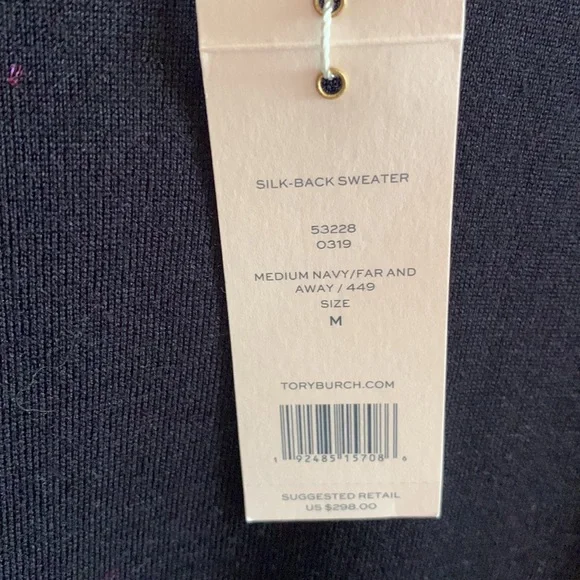 SILK-BACK SWEATER
53228
0319
MEDIUM NAVY/FAR AND
AWAY / 449
SIZE
M
TORYBURCH.COM
1 92485 15708 6
SUGGESTED RETAIL
US $298.00